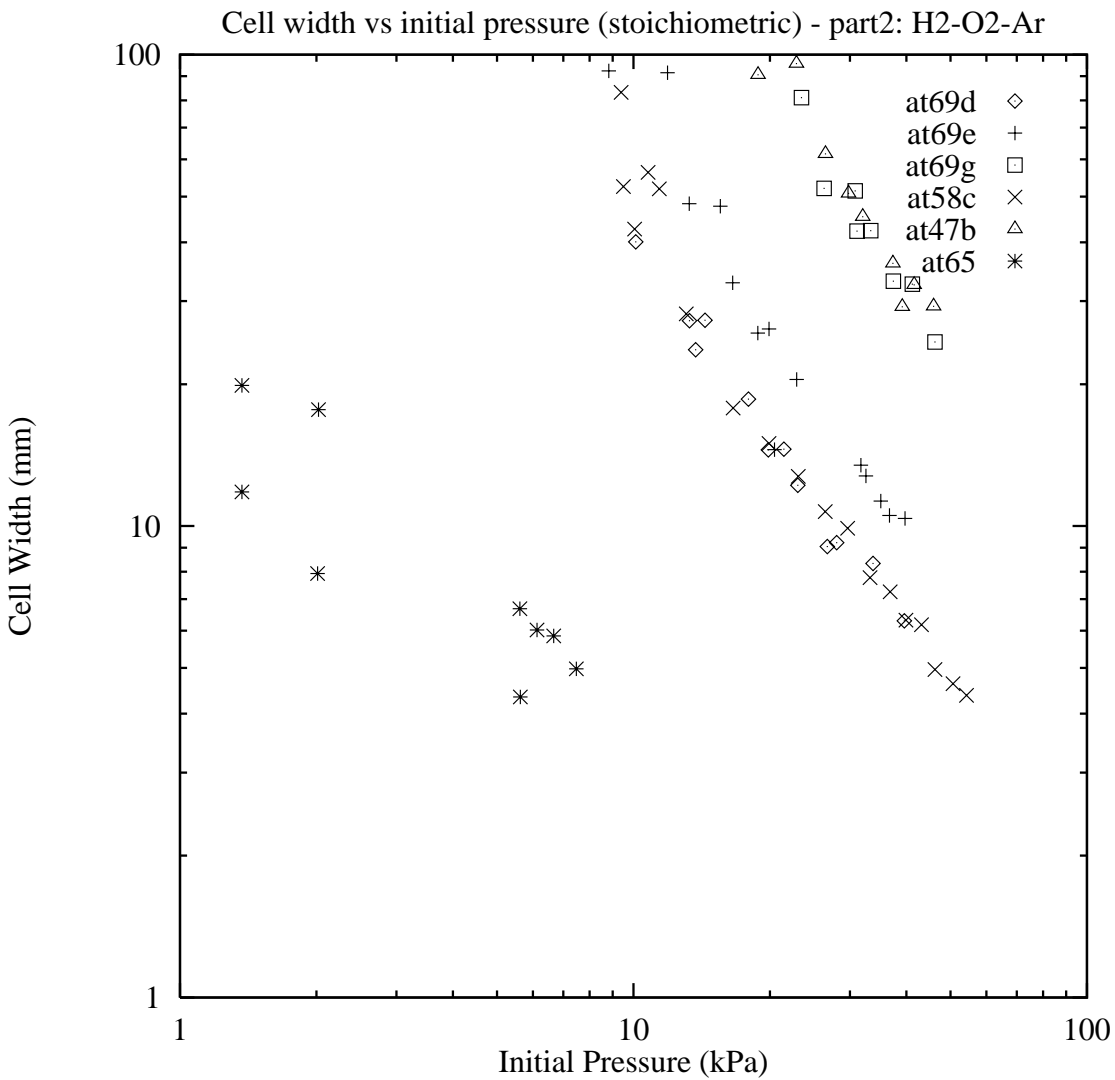 Cell width vs initial pressure (stoichiometric) - part2: H2-O2-Ar
100
at69d
at69e
at69g
at58c
at47b
at65
Cell Width (mm)
10
1
1
10
100
Initial Pressure (kPa)